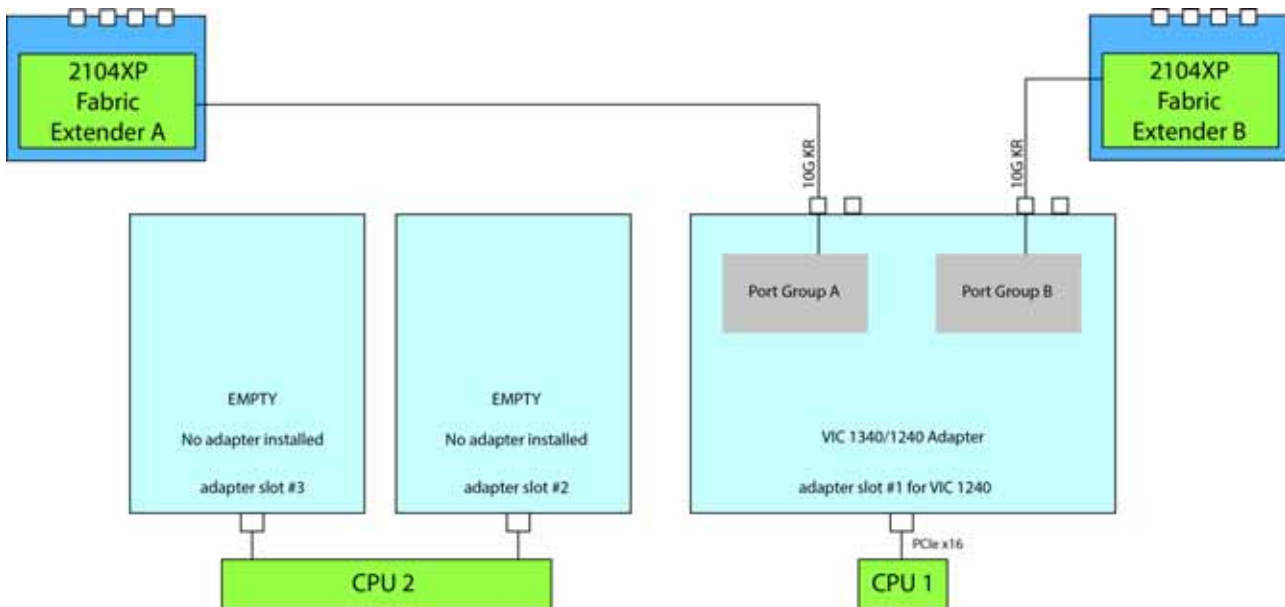 2104XP
Fabric
Extender A
2104XP
Fabric
Extender B
10G KR
10G KR
Port Group A
Port Group B
EMPTY
No adapter installed
adapter slot #3
EMPTY
No adapter installed
adapter slot #2
VIC 1340/1240 Adapter
adapter slot #1 for VIC 1240
PCIe x16
CPU 2
CPU 1